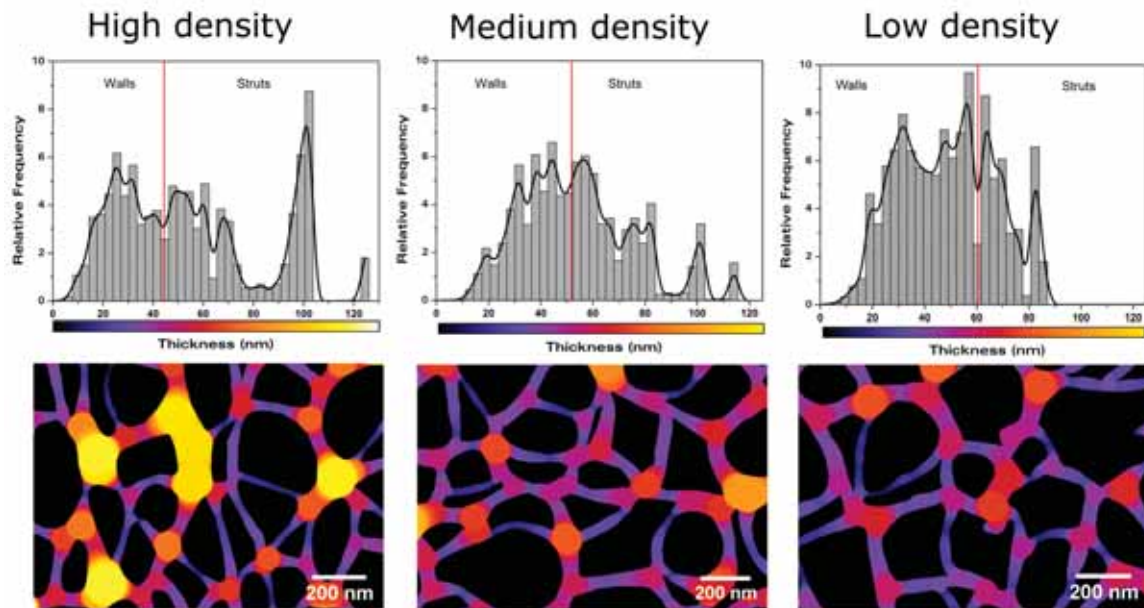 High density
Medium density
Low density
10
8
6
4
2
0
Relative Frequency
Walls
Struts
0 20 40 60 80 100 120
Thickness (nm)
10
8
6
4
2
0
Relative Frequency
Walls
Struts
0 20 40 60 80 100 120
Thickness (nm)
10
8
6
4
2
0
Relative Frequency
Walls
Struts
0 20 40 60 80 100 120
Thickness (nm)
200 nm
200 nm
200 nm